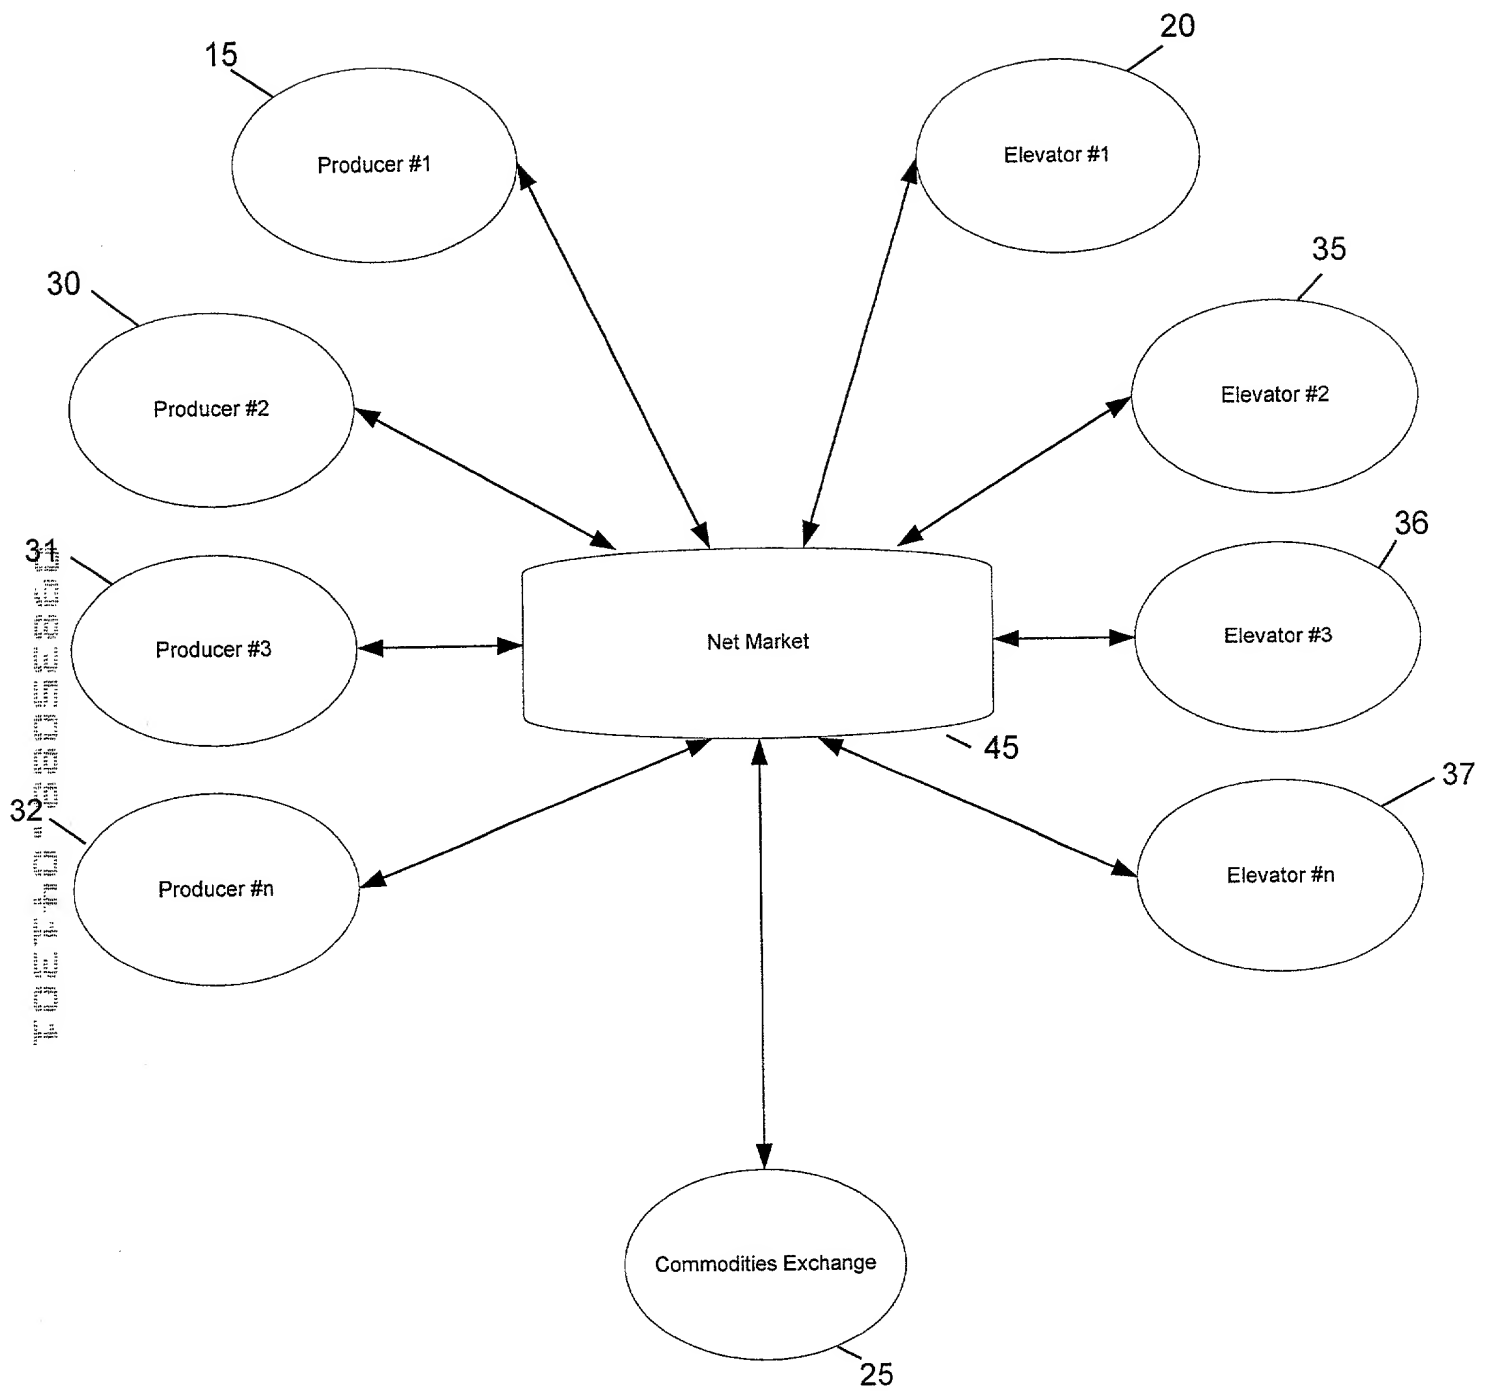 15
20
Producer #1
Elevator #1
30
35
Producer #2
Elevator #2
31
36
Producer #3
Net Market
Elevator #3
45
32
37
Producer #n
Elevator #n
Commodities Exchange
25